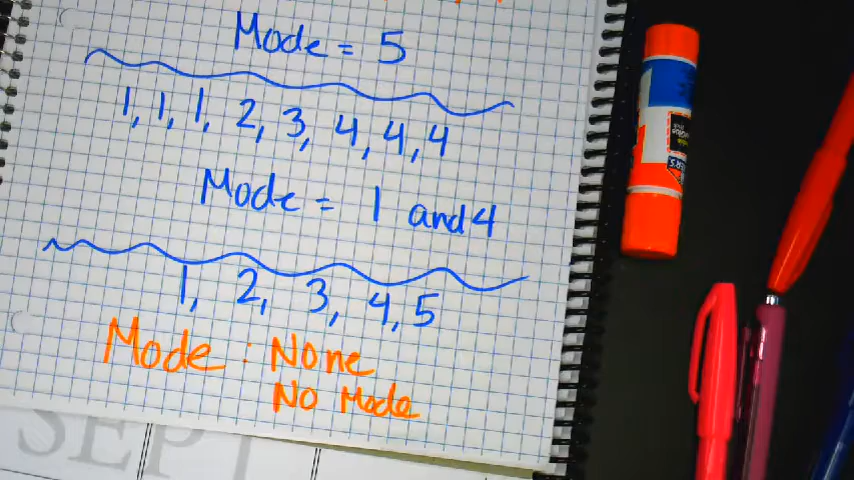 Mode = 5
1, 1, 1, 2, 3, 4, 4, 4
Mode = 1 and 4
1, 2, 3, 4, 5
Mode : None
No Mode
SEP